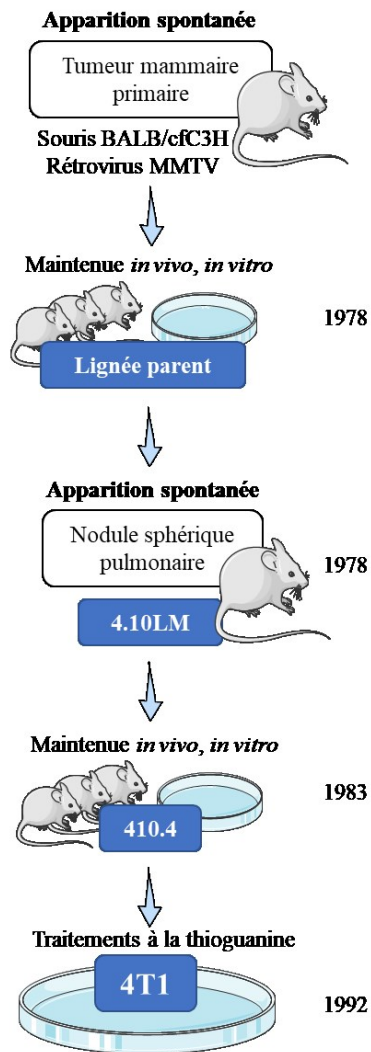 Apparition spontanée
Tumeur mammaire
primaire
Souris BALB/cfC3H
Rétrovirus MMTV
Maintenue in vivo, in vitro
1978
Lignée parent
Apparition spontanée
Nodule sphérique
pulmonaire
1978
4.10LM
Maintenue in vivo, in vitro
1983
410.4
Traitements à la thioguanine
4T1
1992